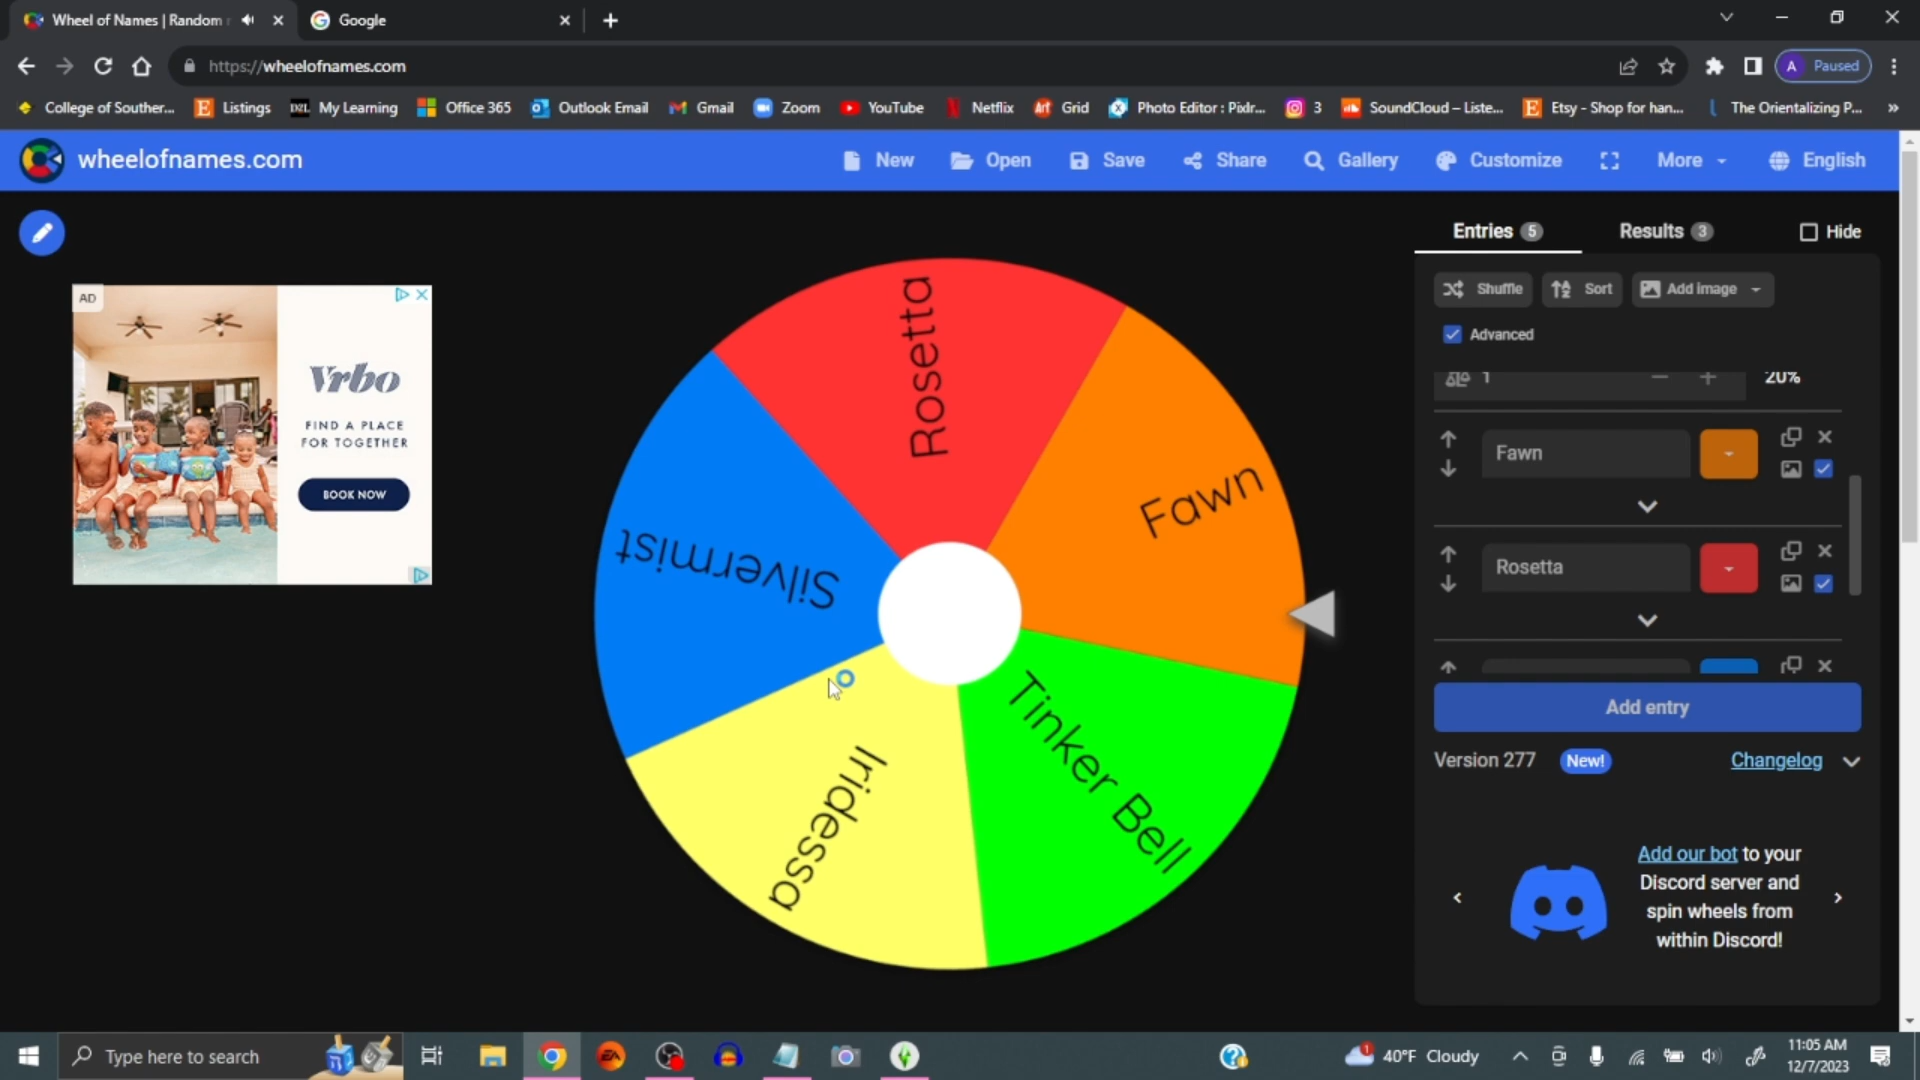 Wheel of Names | Random
Google
https://wheelofnames.com
A Paused
College of Souther...
Listings
D2L My Learning
Office 365
Outlook Email
Gmail
Zoom
YouTube
Netflix
Art Grid
Photo Editor : Pixlr...
3
SoundCloud – Liste...
Etsy - Shop for han...
The Orientalizing P...
»
wheelofnames.com
New
Open
Save
Share
Gallery
Customize
More
English
Entries 5
Results 3
Hide
Shuffle
Sort
Add image
Advanced
1
20%
Fawn
Rosetta
Add entry
Version 277
New!
Changelog
Add our bot to your
Discord server and
spin wheels from
within Discord!
AD
Vrbo
FIND A PLACE
FOR TOGETHER
BOOK NOW
Rosetta
Fawn
Silvermist
Tinker Bell
Iridessa
Type here to search
EA
1
40°F Cloudy
11:05 AM
12/7/2023